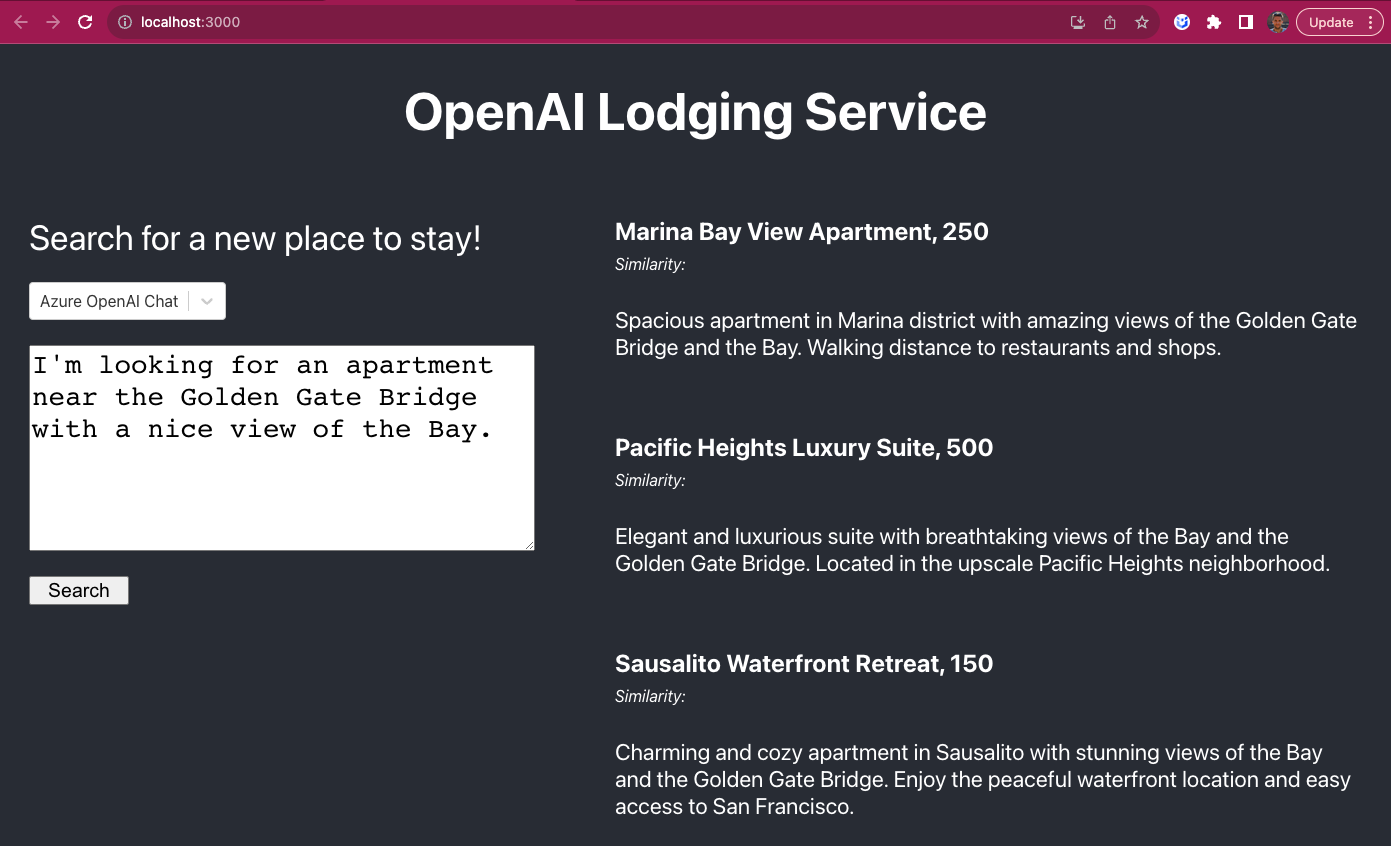 localhost:3000
Update
OpenAI Lodging Service
Search for a new place to stay!
Azure OpenAI Chat
I'm looking for an apartment
near the Golden Gate Bridge
with a nice view of the Bay.
Search
Marina Bay View Apartment, 250
Similarity:
Spacious apartment in Marina district with amazing views of the Golden Gate
Bridge and the Bay. Walking distance to restaurants and shops.
Pacific Heights Luxury Suite, 500
Similarity:
Elegant and luxurious suite with breathtaking views of the Bay and the
Golden Gate Bridge. Located in the upscale Pacific Heights neighborhood.
Sausalito Waterfront Retreat, 150
Similarity:
Charming and cozy apartment in Sausalito with stunning views of the Bay
and the Golden Gate Bridge. Enjoy the peaceful waterfront location and easy
access to San Francisco.